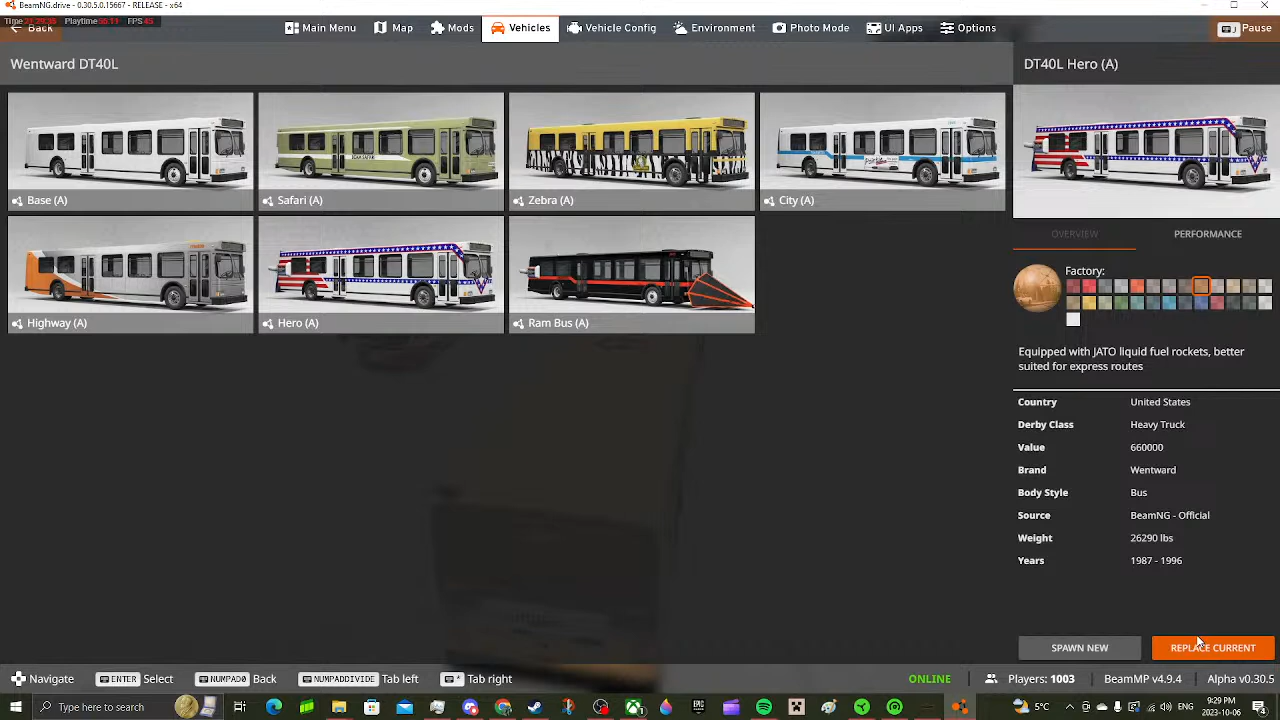 BeamNG.drive - 0.30.5.0.15667 - RELEASE - x64
Playtime FPS 45
Back
Main Menu
Map
Mods
Vehicles
Vehicle Config
Environment
Photo Mode
UI Apps
Options
Pause
Wentward DT40L
DT40L Hero (A)
Base (A)
Safari (A)
Zebra (A)
City (A)
Highway (A)
Hero (A)
Ram Bus (A)
OVERVIEW
PERFORMANCE
Factory:
Equipped with JATO liquid fuel rockets, better
suited for express routes
Country United States
Derby Class Heavy Truck
Value 660000
Brand Wentward
Body Style Bus
Source BeamNG - Official
Weight 26290 lbs
Years 1987 - 1996
SPAWN NEW
REPLACE CURRENT
Navigate
ENTER Select
NUMPAD0 Back
NUMPADDIVIDE Tab left
* Tab right
ONLINE
Players: 1003
BeamMP v4.9.4
Alpha v0.30.5
Type here to search
5°C
ENG
9:29 PM
2023-10-06